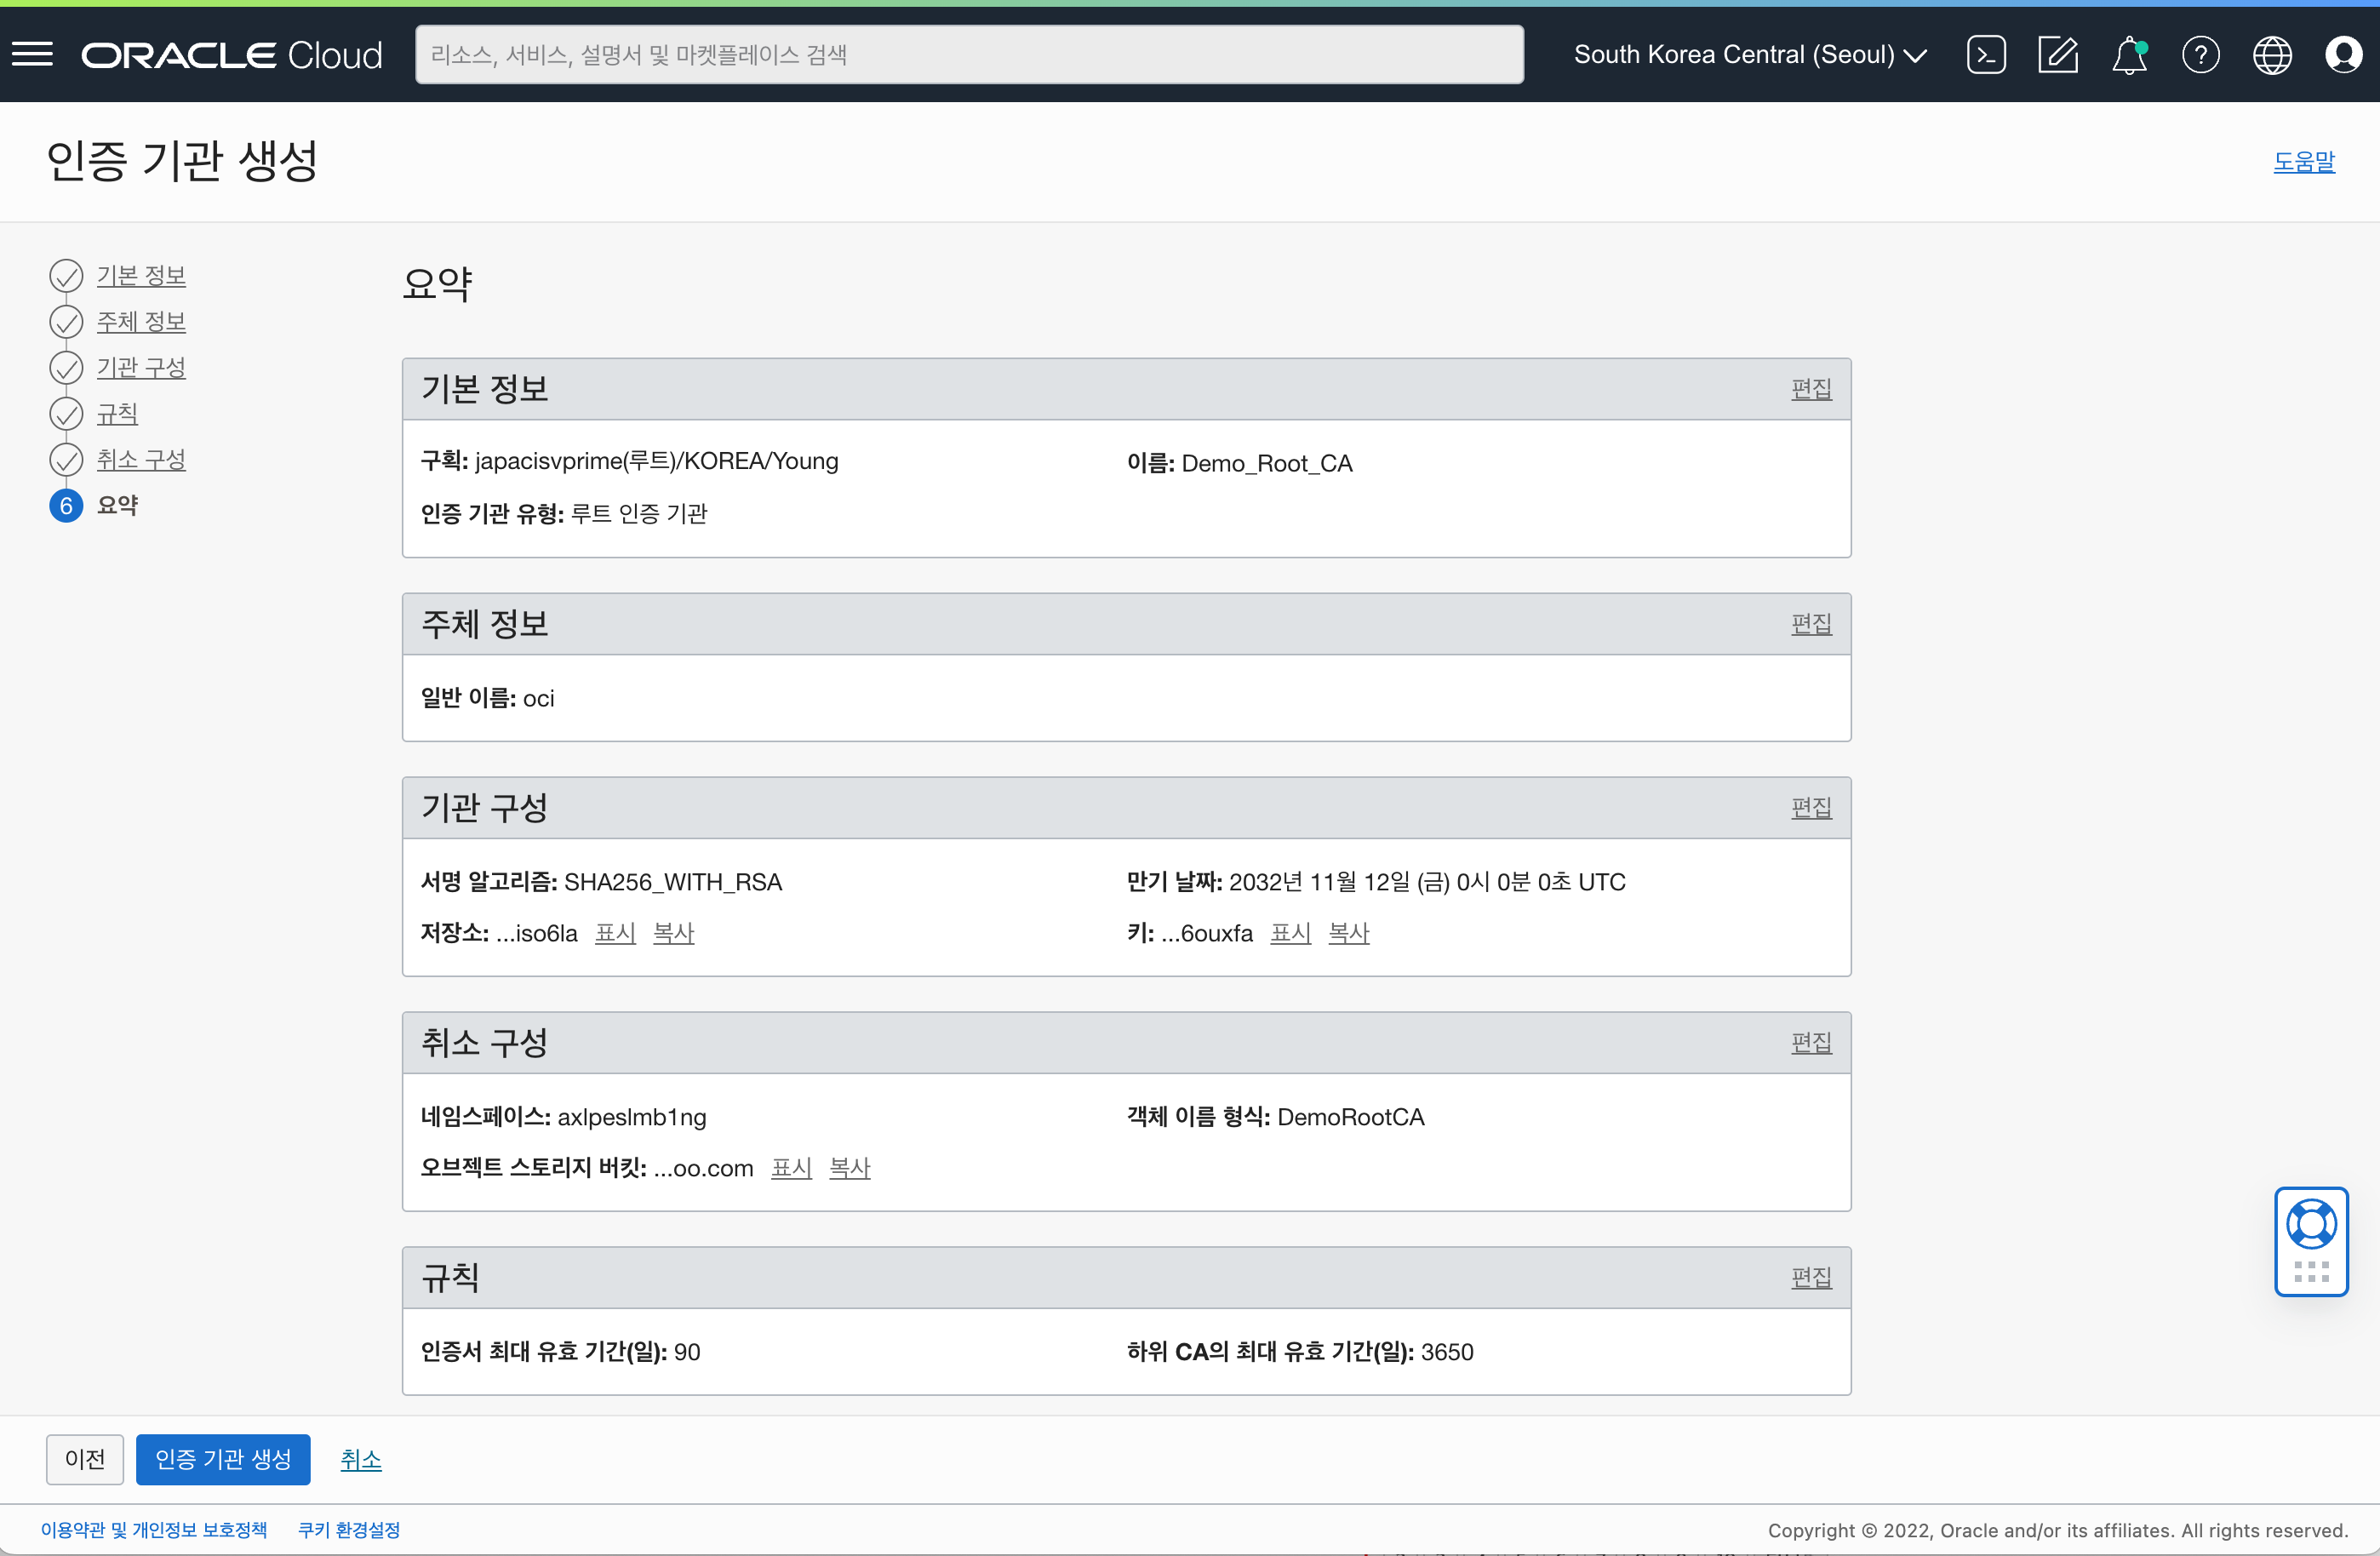 ORACLE Cloud
리소스, 서비스, 설명서 및 마켓플레이스 검색
South Korea Central (Seoul)
인증 기관 생성
도움말
기본 정보
주체 정보
기관 구성
규칙
취소 구성
6 요약
요약
기본 정보 편집
구획: japacisvprime(루트)/KOREA/Young 이름: Demo_Root_CA
인증 기관 유형: 루트 인증 기관
주체 정보 편집
일반 이름: oci
기관 구성 편집
서명 알고리즘: SHA256_WITH_RSA 만기 날짜: 2032년 11월 12일 (금) 0시 0분 0초 UTC
저장소: ...iso6la 표시 복사 키: ...6ouxfa 표시 복사
취소 구성 편집
네임스페이스: axlpeslmb1ng 객체 이름 형식: DemoRootCA
오브젝트 스토리지 버킷: ...oo.com 표시 복사
규칙 편집
인증서 최대 유효 기간(일): 90 하위 CA의 최대 유효 기간(일): 3650
이전 인증 기관 생성 취소
이용약관 및 개인정보 보호정책 쿠키 환경설정 Copyright © 2022, Oracle and/or its affiliates. All rights reserved.